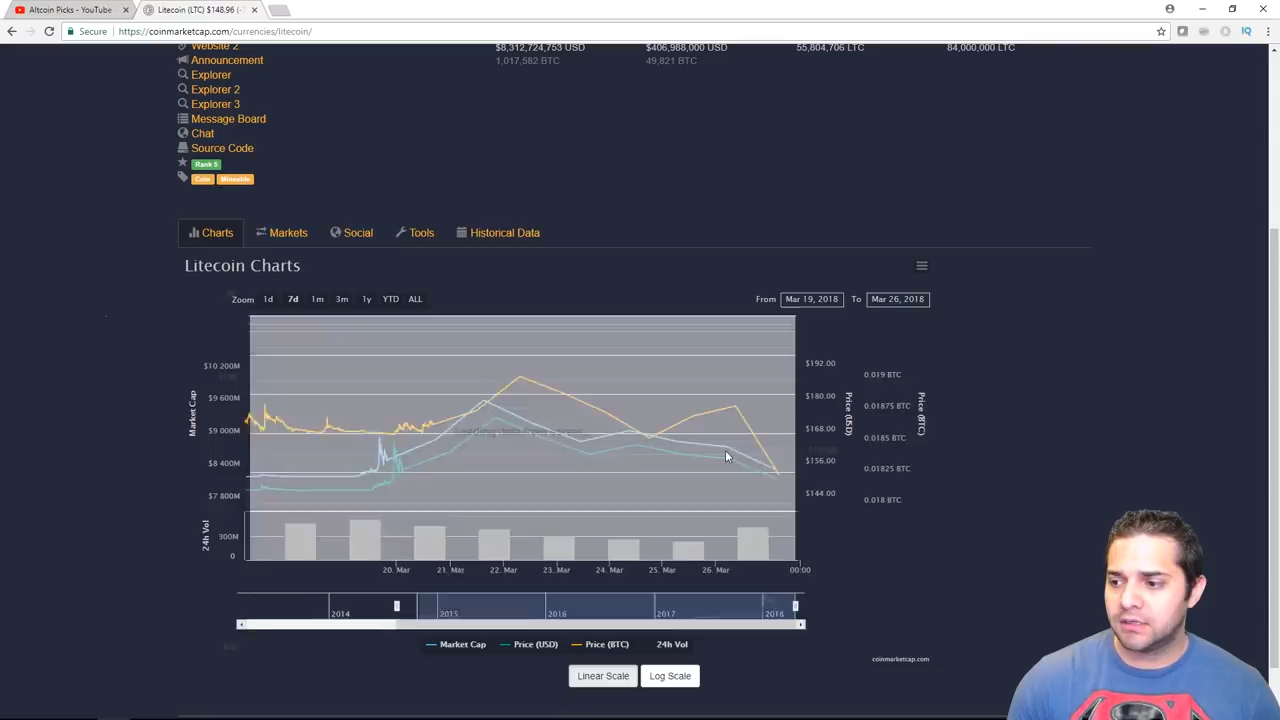 Altcoin Picks - YouTube
Litecoin (LTC) $148.96 (-
Secure https://coinmarketcap.com/currencies/litecoin/
IQ
Website 2
$8,312,724,753 USD $406,988,000 USD 55,804,706 LTC 84,000,000 LTC
Announcement
1,017,582 BTC 49,821 BTC
Explorer
Explorer 2
Explorer 3
Message Board
Chat
Source Code
Rank 5
Coin Mineable
Charts Markets Social Tools Historical Data
Litecoin Charts
Zoom 1d 7d 1m 3m 1y YTD ALL From Mar 19, 2018 To Mar 26, 2018
$10 200M $192.00 0.019 BTC
$9 600M $180.00 0.01875 BTC
Market Cap Price (USD) Price (BTC)
$9 000M $168.00 0.0185 BTC
$8 400M $156.00 0.01825 BTC
$7 800M $144.00 0.018 BTC
24h Vol
300M
0
20. Mar 21. Mar 22. Mar 23. Mar 24. Mar 25. Mar 26. Mar 00:00
2014 2015 2016 2017 2018
Market Cap Price (USD) Price (BTC) 24h Vol
coinmarketcap.com
Linear Scale Log Scale